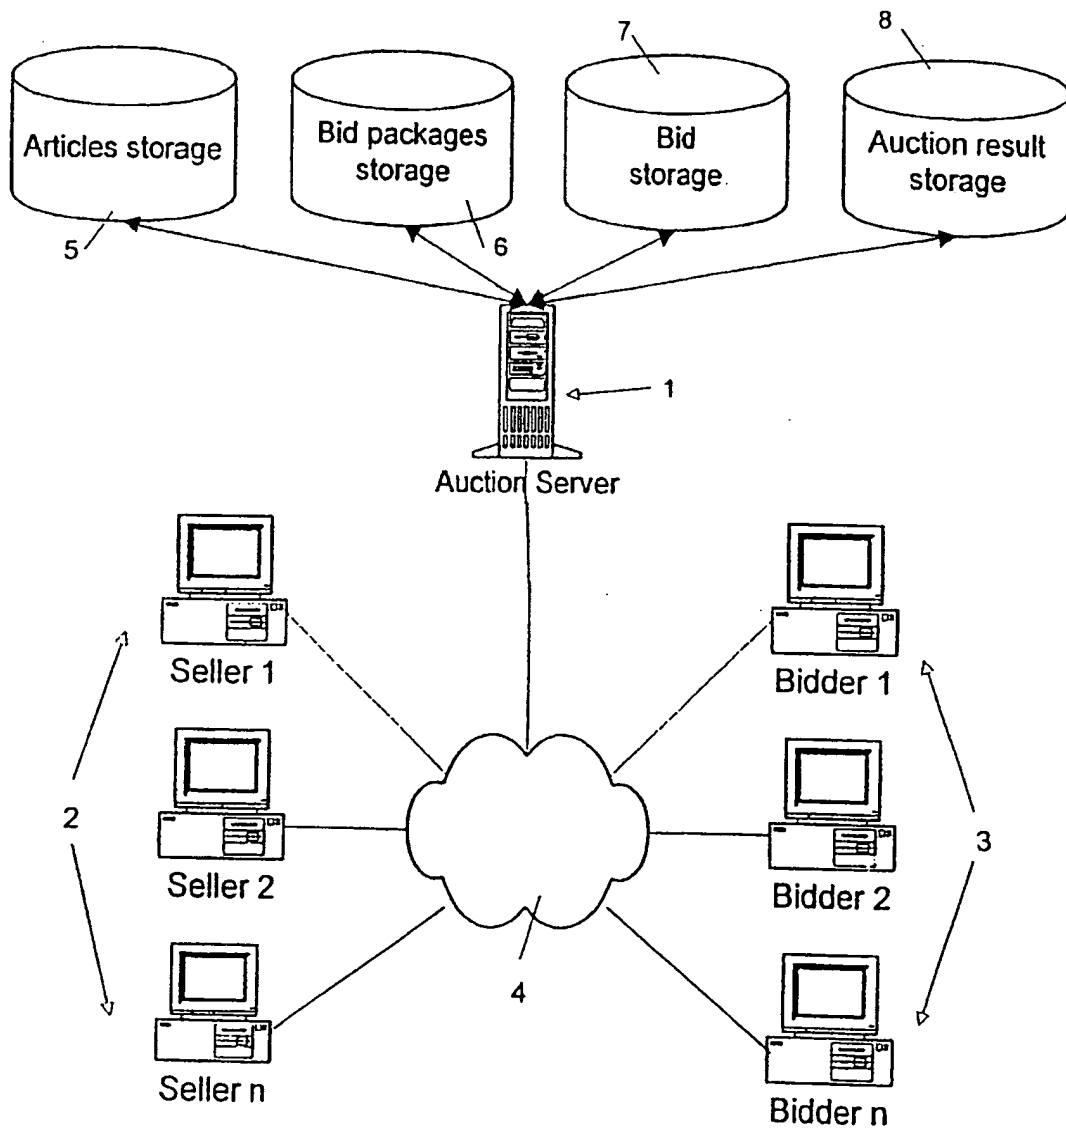 7
8
Articles storage
Bid packages
storage
Bid
storage
Auction result
storage
5
6
1
Auction Server
Seller 1
Bidder 1
2
3
Seller 2
Bidder 2
4
Seller n
Bidder n